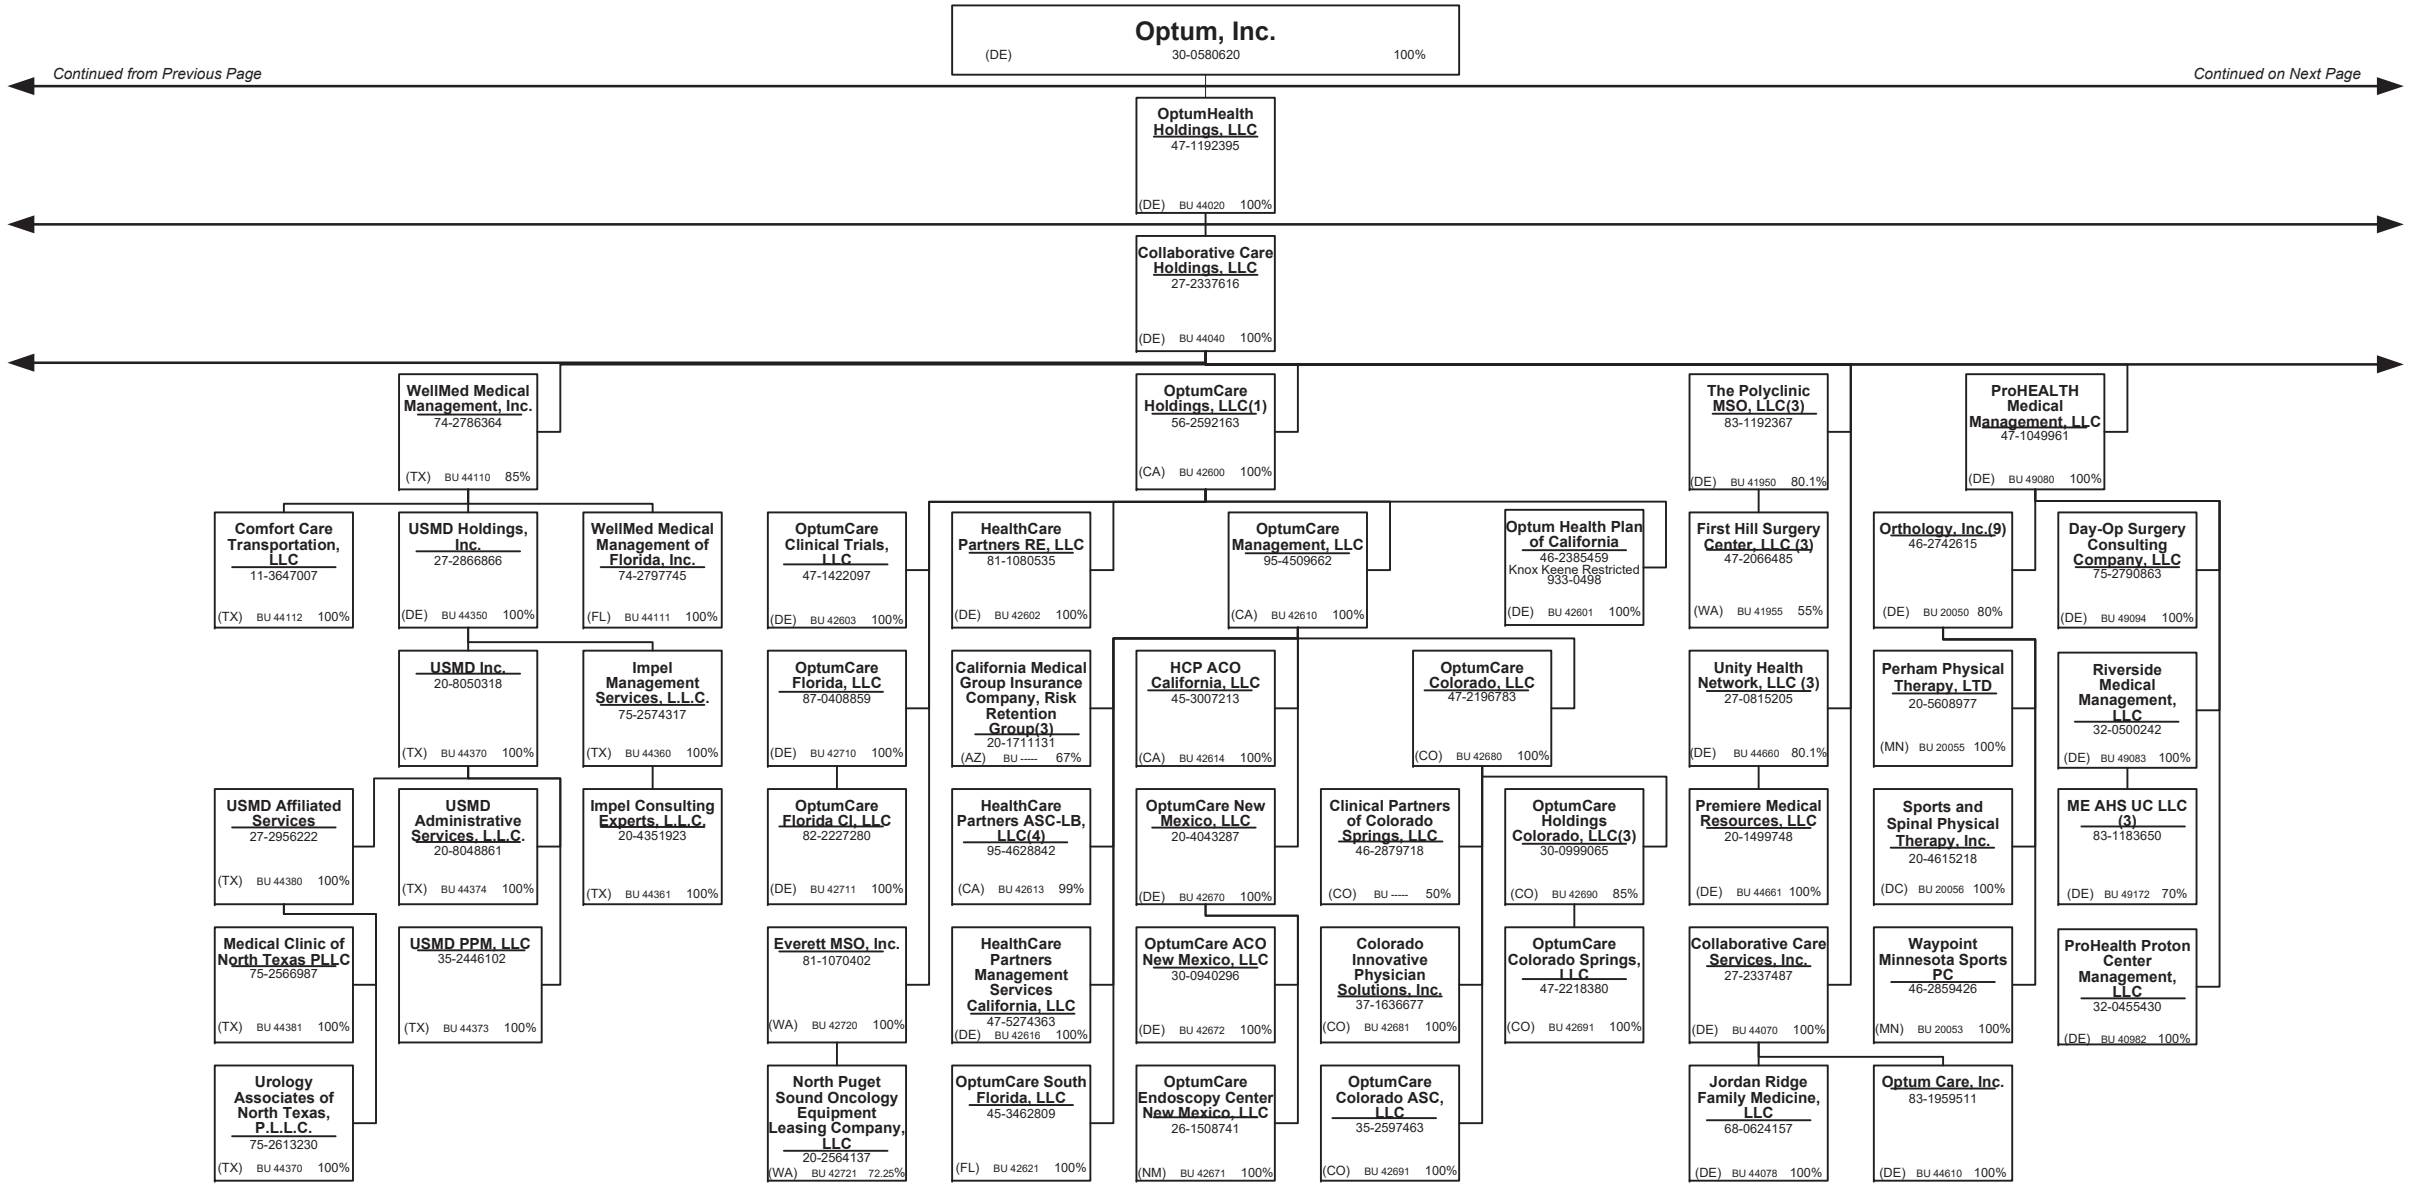 Optum, Inc.
(DE) 30-0580620 100%
Continued from Previous Page
Continued on Next Page
OptumHealth
Holdings, LLC
47-1192395
(DE) BU 44020 100%
Collaborative Care
Holdings, LLC
27-2337616
(DE) BU 44040 100%
WellMed Medical
Management, Inc.
74-2786364
(TX) BU 44110 85%
OptumCare
Holdings, LLC(1)
56-2592163
(CA) BU 42600 100%
The Polyclinic
MSO, LLC(3)
83-1192367
(DE) BU 41950 80.1%
ProHEALTH
Medical
Management, LLC
47-1049961
(DE) BU 49080 100%
Comfort Care
Transportation,
LLC
11-3647007
(TX) BU 44112 100%
USMD Holdings,
Inc.
27-2866866
(DE) BU 44350 100%
WellMed Medical
Management of
Florida, Inc.
74-2797745
(FL) BU 44111 100%
OptumCare
Clinical Trials,
LLC
47-1422097
(DE) BU 42603 100%
HealthCare
Partners RE, LLC
81-1080535
(DE) BU 42602 100%
OptumCare
Management, LLC
95-4509662
(CA) BU 42610 100%
Optum Health Plan
of California
46-2385459
Knox Keene Restricted
933-0498
(DE) BU 42601 100%
First Hill Surgery
Center, LLC (3)
47-2066485
(WA) BU 41955 55%
Orthology, Inc.(9)
46-2742615
(DE) BU 20050 80%
Day-Op Surgery
Consulting
Company, LLC
75-2790863
(DE) BU 49094 100%
USMD Inc.
20-8050318
(TX) BU 44370 100%
Impel
Management
Services, L.L.C.
75-2574317
(TX) BU 44360 100%
OptumCare
Florida, LLC
87-0408859
(DE) BU 42710 100%
California Medical
Group Insurance
Company, Risk
Retention
Group(3)
20-1711131
(AZ) BU ----- 67%
HCP ACO
California, LLC
45-3007213
(CA) BU 42614 100%
OptumCare
Colorado, LLC
47-2196783
(CO) BU 42680 100%
Unity Health
Network, LLC (3)
27-0815205
(DE) BU 44660 80.1%
Perham Physical
Therapy, LTD
20-5608977
(MN) BU 20055 100%
Riverside
Medical
Management,
LLC
32-0500242
(DE) BU 49083 100%
USMD Affiliated
Services
27-2956222
(TX) BU 44380 100%
USMD
Administrative
Services, L.L.C.
20-8048861
(TX) BU 44374 100%
Impel Consulting
Experts, L.L.C.
20-4351923
(TX) BU 44361 100%
OptumCare
Florida CI, LLC
82-2227280
(DE) BU 42711 100%
HealthCare
Partners ASC-LB,
LLC(4)
95-4628842
(CA) BU 42613 99%
OptumCare New
Mexico, LLC
20-4043287
(DE) BU 42670 100%
Clinical Partners
of Colorado
Springs, LLC
46-2879718
(CO) BU ----- 50%
OptumCare
Holdings
Colorado, LLC(3)
30-0999065
(CO) BU 42690 85%
Premiere Medical
Resources, LLC
20-1499748
(DE) BU 44661 100%
Sports and
Spinal Physical
Therapy, Inc.
20-4615218
(DC) BU 20056 100%
ME AHS UC LLC
(3)
83-1183650
(DE) BU 49172 70%
Medical Clinic of
North Texas PLLC
75-2566987
(TX) BU 44381 100%
USMD PPM, LLC
35-2446102
(TX) BU 44373 100%
Everett MSO, Inc.
81-1070402
(WA) BU 42720 100%
HealthCare
Partners
Management
Services
California, LLC
47-5274363
(DE) BU 42616 100%
OptumCare ACO
New Mexico, LLC
30-0940296
(DE) BU 42672 100%
Colorado
Innovative
Physician
Solutions, Inc.
37-1636677
(CO) BU 42681 100%
OptumCare
Colorado Springs,
LLC
47-2218380
(CO) BU 42691 100%
Collaborative Care
Services, Inc.
27-2337487
(DE) BU 44070 100%
Waypoint
Minnesota Sports
PC
46-2859426
(MN) BU 20053 100%
ProHealth Proton
Center
Management,
LLC
32-0455430
(DE) BU 40982 100%
Urology
Associates of
North Texas,
P.L.L.C.
75-2613230
(TX) BU 44370 100%
North Puget
Sound Oncology
Equipment
Leasing Company,
LLC
20-2564137
(WA) BU 42721 72.25%
OptumCare South
Florida, LLC
45-3462809
(FL) BU 42621 100%
OptumCare
Endoscopy Center
New Mexico, LLC
26-1508741
(NM) BU 42671 100%
OptumCare
Colorado ASC,
LLC
35-2597463
(CO) BU 42691 100%
Jordan Ridge
Family Medicine,
LLC
68-0624157
(DE) BU 44078 100%
Optum Care, Inc.
83-1959511
(DE) BU 44610 100%